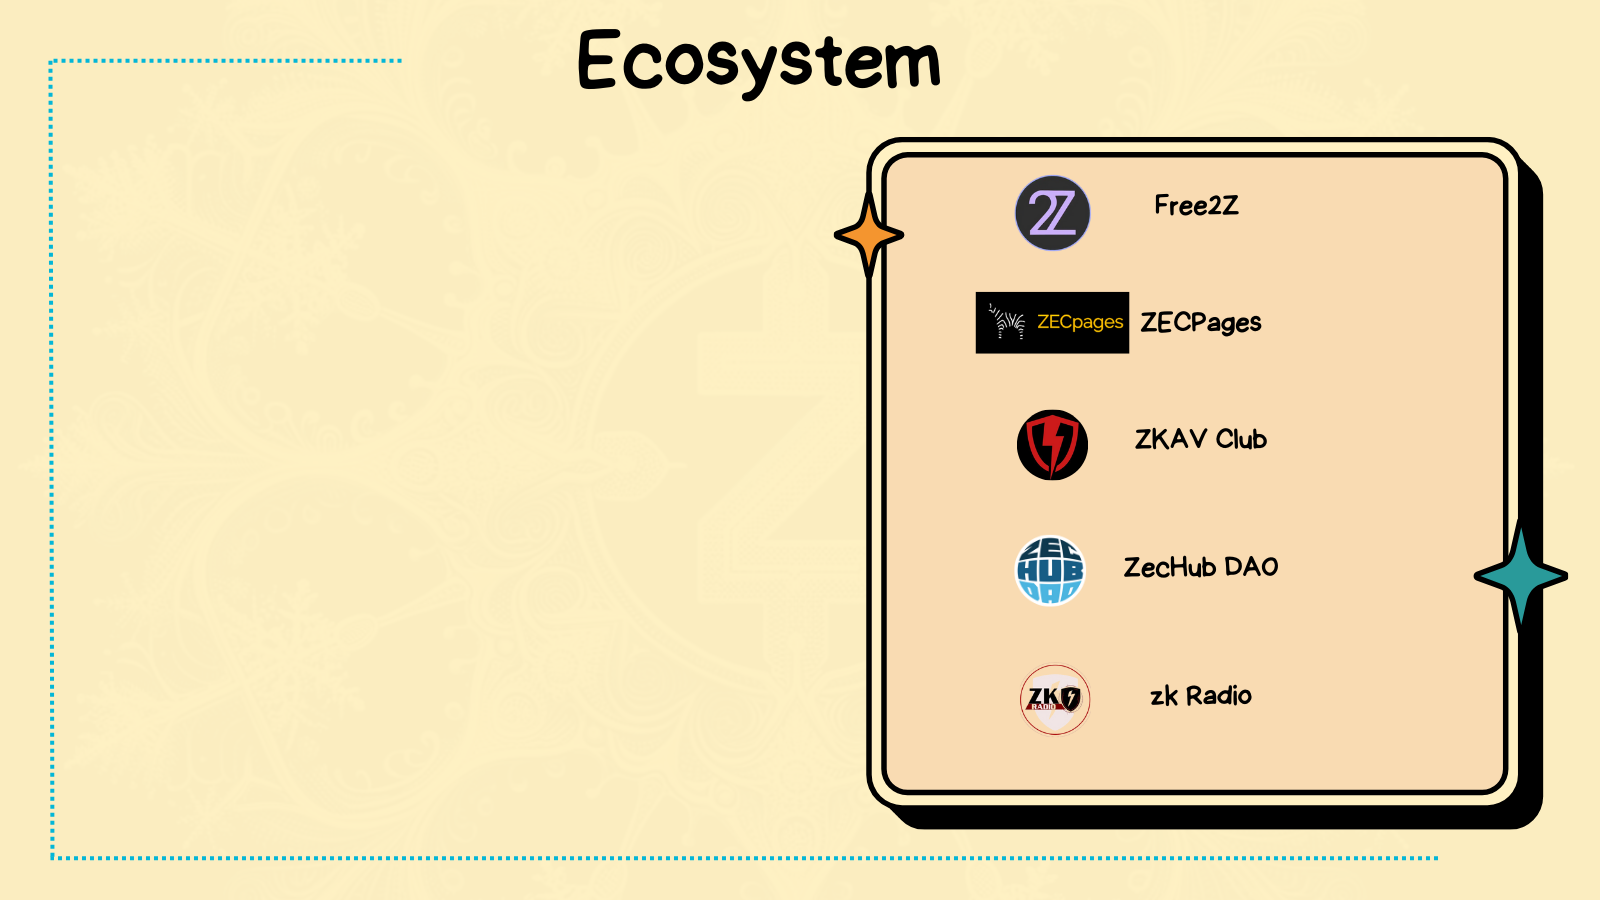 Ecosystem
2Z
Free2Z
ZECpages
ZECPages
ZKAV Club
ZEC
HUB
DAO
ZecHub DAO
ZK
RADIO
zk Radio